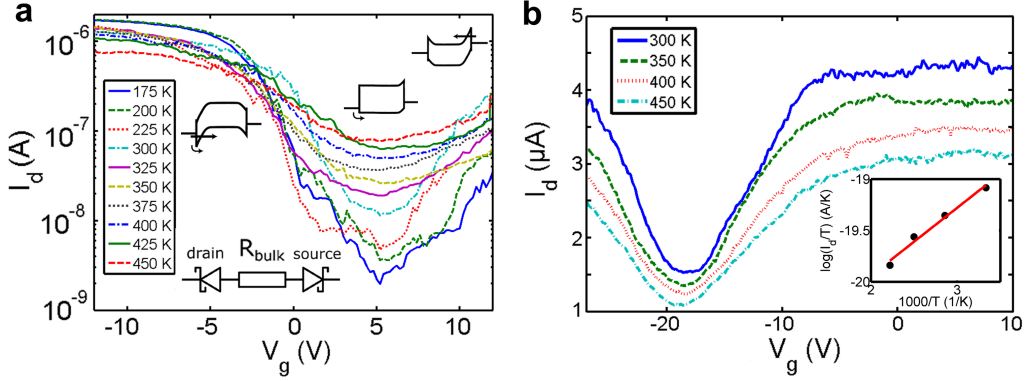 a
I_d (A)
10^-6
10^-7
10^-8
10^-9
175 K
200 K
225 K
300 K
325 K
350 K
375 K
400 K
425 K
450 K
drain
R_bulk
source
-10
-5
0
5
10
V_g (V)
b
I_d (µA)
6
5
4
3
2
1
300 K
350 K
400 K
450 K
log(I_d/T) (A/K)
-19
-19.5
-20
2
3
1000/T (1/K)
-20
-10
0
10
V_g (V)